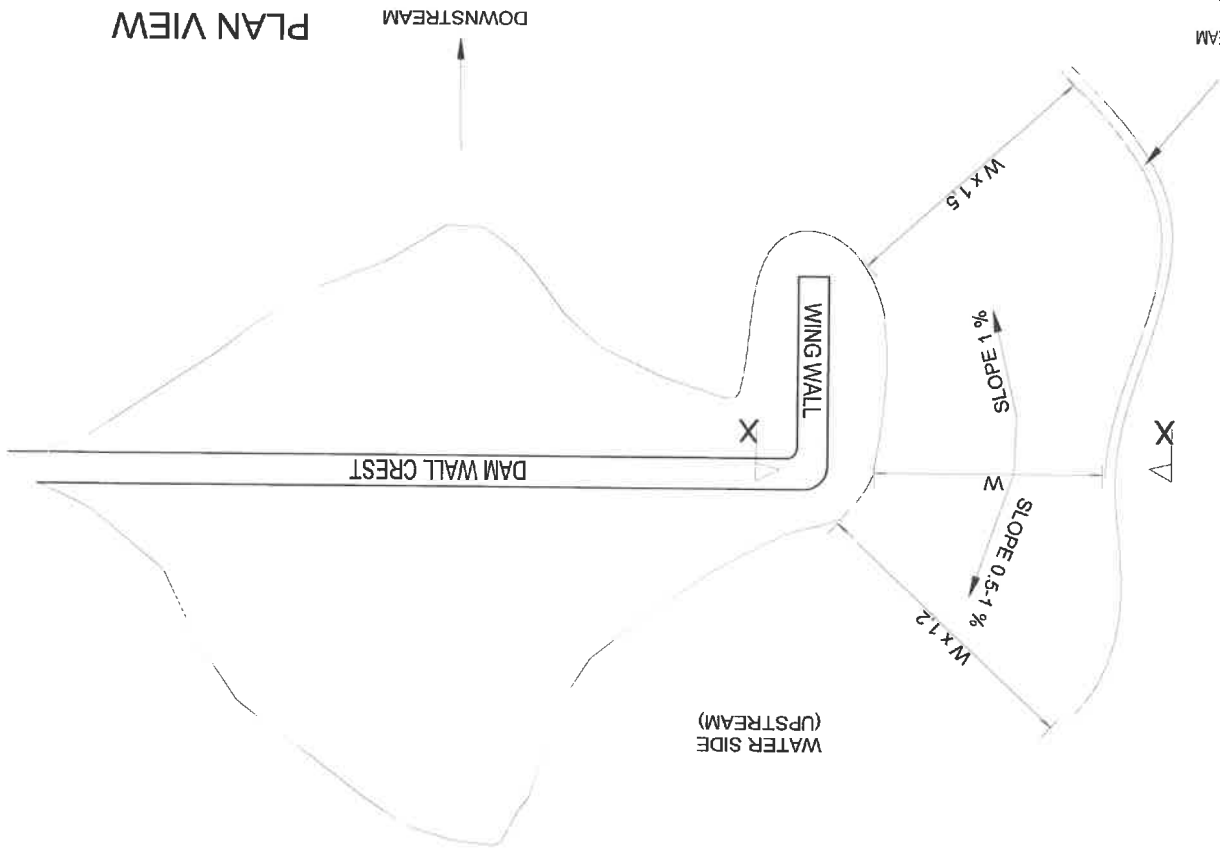 WATER SIDE
(UPSTREAM)
W x 1,2
SLOPE 0.5-1 %
W
X
X
DAM WALL CREST
SLOPE 1 %
WING WALL
W x 1,5
DOWNSTREAM
PLAN VIEW